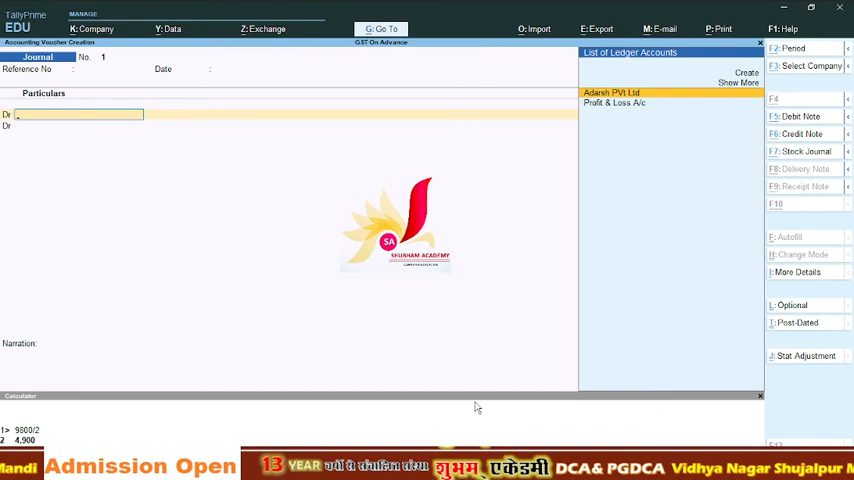 TallyPrime
EDU
MANAGE
K: Company
Y: Data
Z: Exchange
G: Go To
O: Import
E: Export
M: E-mail
P: Print
F1: Help
Accounting Voucher Creation
GST On Advance
Journal No. 1
Reference No :
Date :
Particulars
Dr
Dr
SA
SHUBHAM ACADEMY
Narration:
List of Ledger Accounts
Create
Show More
Adarsh PVt Ltd
Profit & Loss A/c
F2: Period
F3: Select Company
F4
F5: Debit Note
F6: Credit Note
F7: Stock Journal
F8: Delivery Note
F9: Receipt Note
F10
F: Autofill
H: Change Mode
I: More Details
L: Optional
T: Post-Dated
J: Stat Adjustment
F12
Calculator
1> 9800/2
2 4,900
Mandi Admission Open 13 YEAR वर्षो से संचालित संस्था शुभम् एकेडमी DCA& PGDCA Vidhya Nagar Shujalpur M